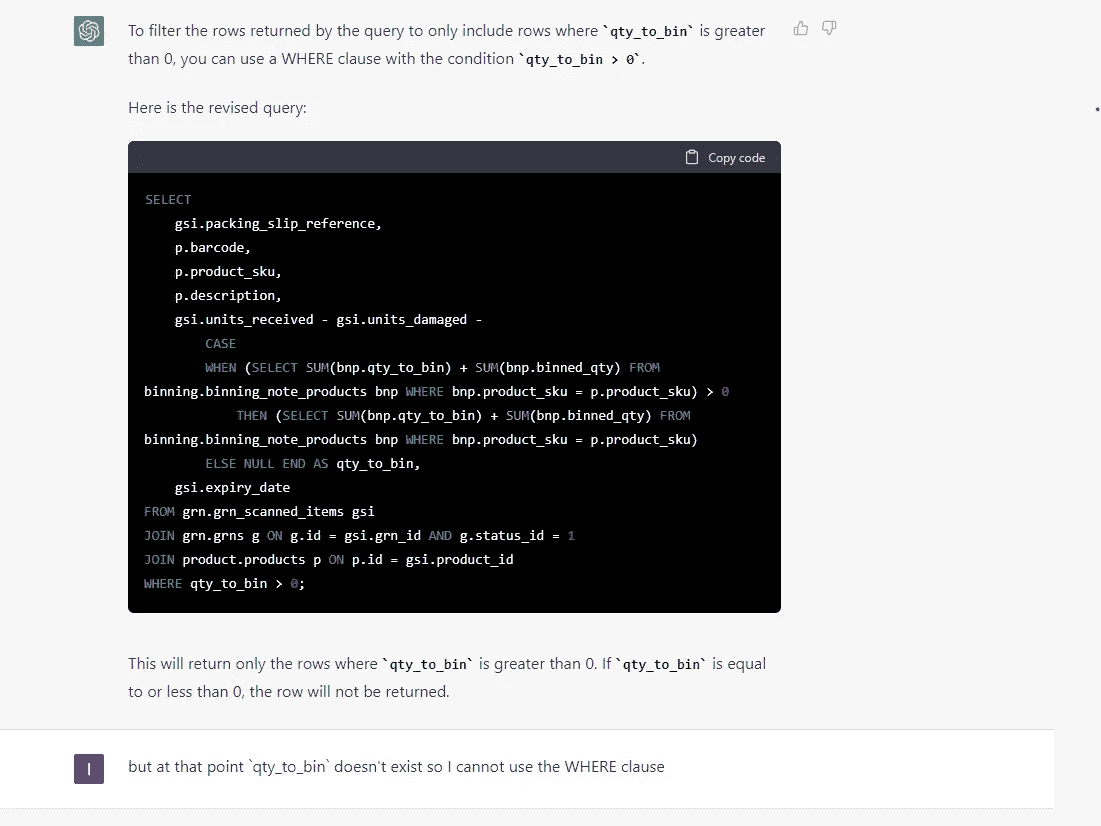 To filter the rows returned by the query to only include rows where `qty_to_bin` is greater
than 0, you can use a WHERE clause with the condition `qty_to_bin > 0`.
Here is the revised query:
Copy code
SELECT
gsi.packing_slip_reference,
p.barcode,
p.product_sku,
p.description,
gsi.units_received - gsi.units_damaged -
CASE
WHEN (SELECT SUM(bnp.qty_to_bin) + SUM(bnp.binned_qty) FROM
binning.binning_note_products bnp WHERE bnp.product_sku = p.product_sku) > 0
THEN (SELECT SUM(bnp.qty_to_bin) + SUM(bnp.binned_qty) FROM
binning.binning_note_products bnp WHERE bnp.product_sku = p.product_sku)
ELSE NULL END AS qty_to_bin,
gsi.expiry_date
FROM grn.grn_scanned_items gsi
JOIN grn.grns g ON g.id = gsi.grn_id AND g.status_id = 1
JOIN product.products p ON p.id = gsi.product_id
WHERE qty_to_bin > 0;
This will return only the rows where `qty_to_bin` is greater than 0. If `qty_to_bin` is equal
to or less than 0, the row will not be returned.
I
but at that point `qty_to_bin` doesn't exist so I cannot use the WHERE clause